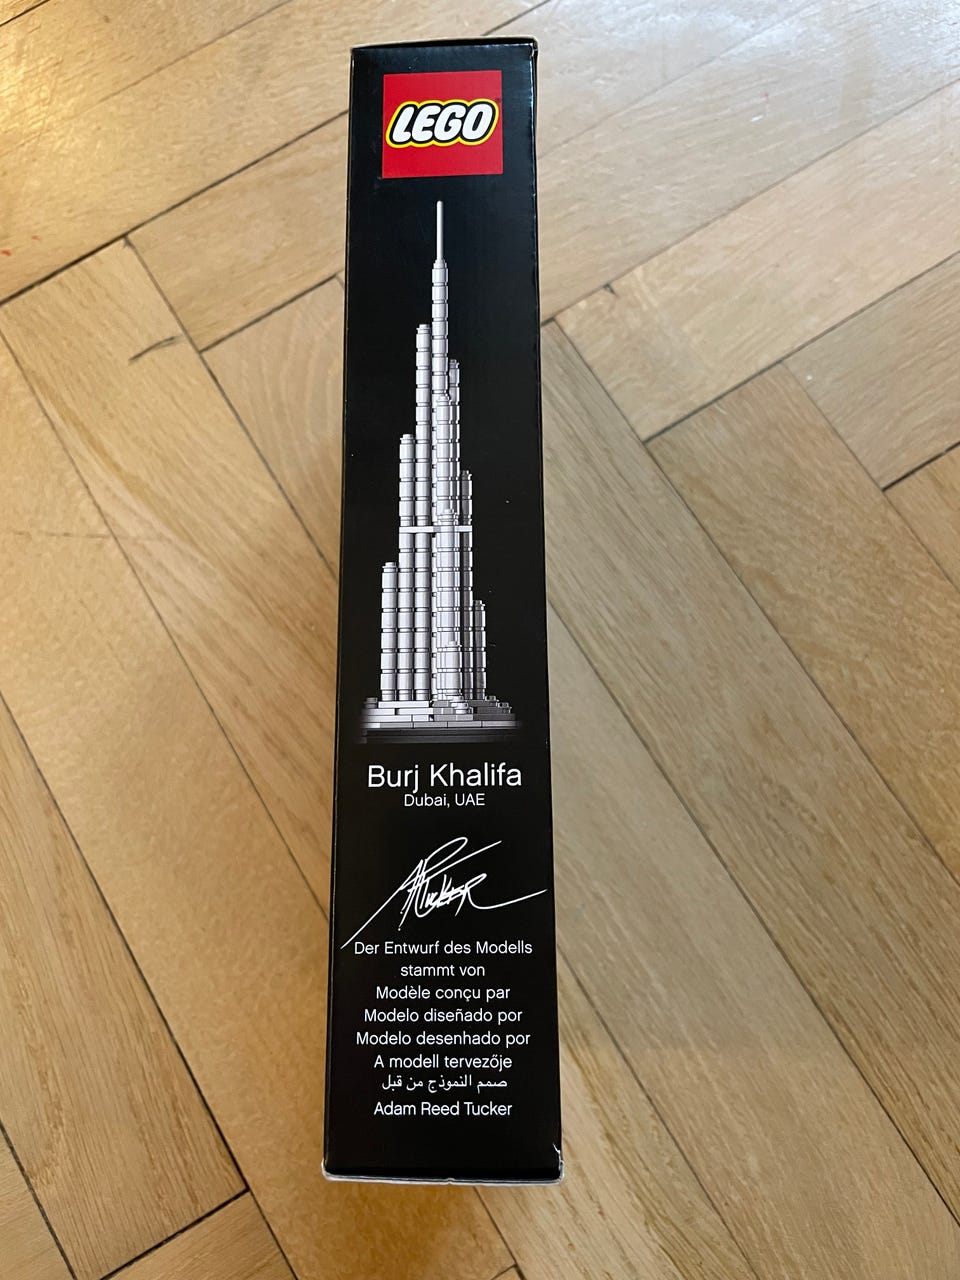 LEGO
Burj Khalifa
Dubai, UAE
A R Tucker
Der Entwurf des Modells
stammt von
Modèle conçu par
Modelo diseñado por
Modelo desenhado por
A modell tervezője
صمم النموذج من قبل
Adam Reed Tucker